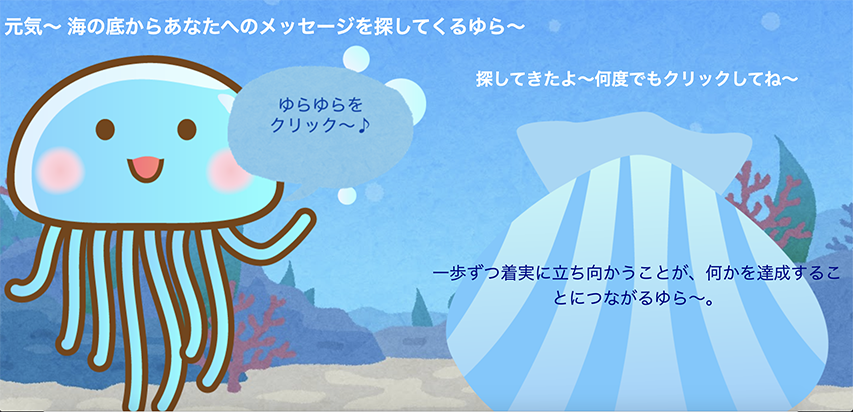 元気〜 海の底からあなたへのメッセージを探してくるゆら〜
ゆらゆらを
クリック〜♪
探してきたよ〜何度でもクリックしてね〜
一歩ずつ着実に立ち向かうことが、何かを達成するこ
とにつながるゆら〜。